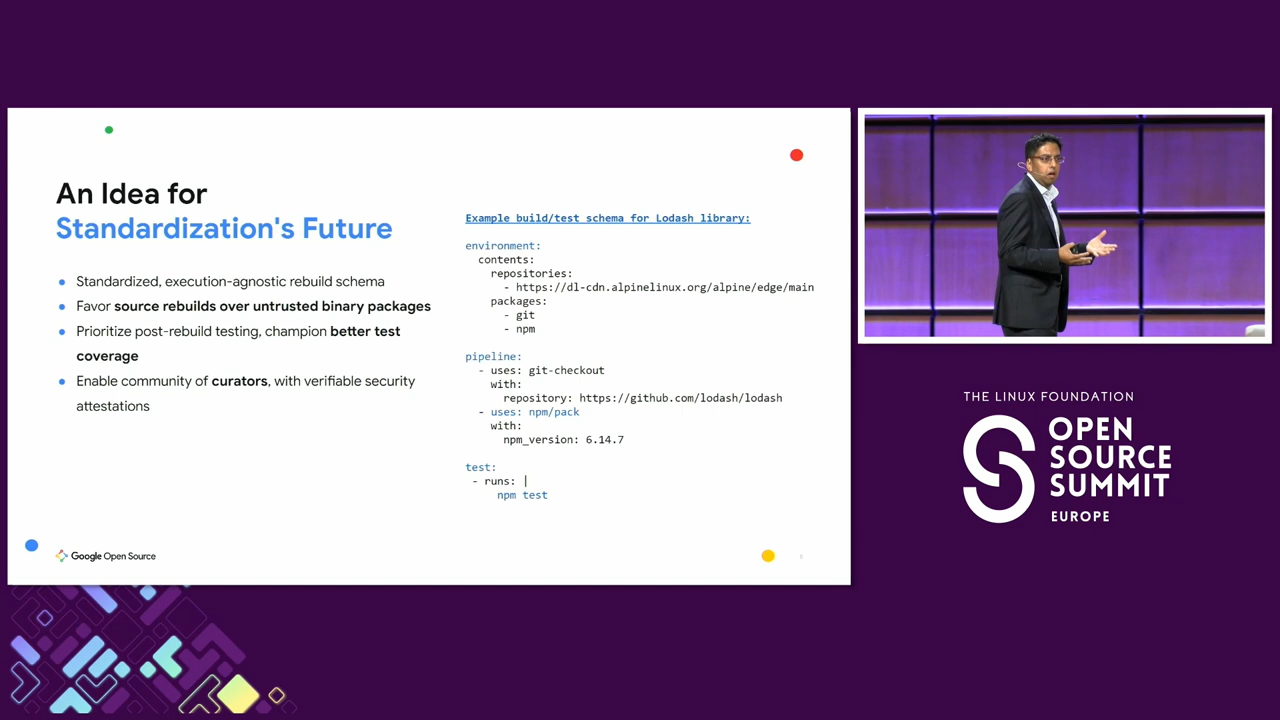 An Idea for
Standardization's Future
Standardized, execution-agnostic rebuild schema
Favor source rebuilds over untrusted binary packages
Prioritize post-rebuild testing, champion better test
coverage
Enable community of curators, with verifiable security
attestations
Example build/test schema for Lodash library:
environment:
contents:
repositories:
- https://dl-cdn.alpinelinux.org/alpine/edge/main
packages:
- git
- npm
pipeline:
- uses: git-checkout
with:
repository: https://github.com/lodash/lodash
- uses: npm/pack
with:
npm_version: 6.14.7
test:
- runs: |
npm test
Google Open Source
THE LINUX FOUNDATION
OPEN
SOURCE
SUMMIT
EUROPE